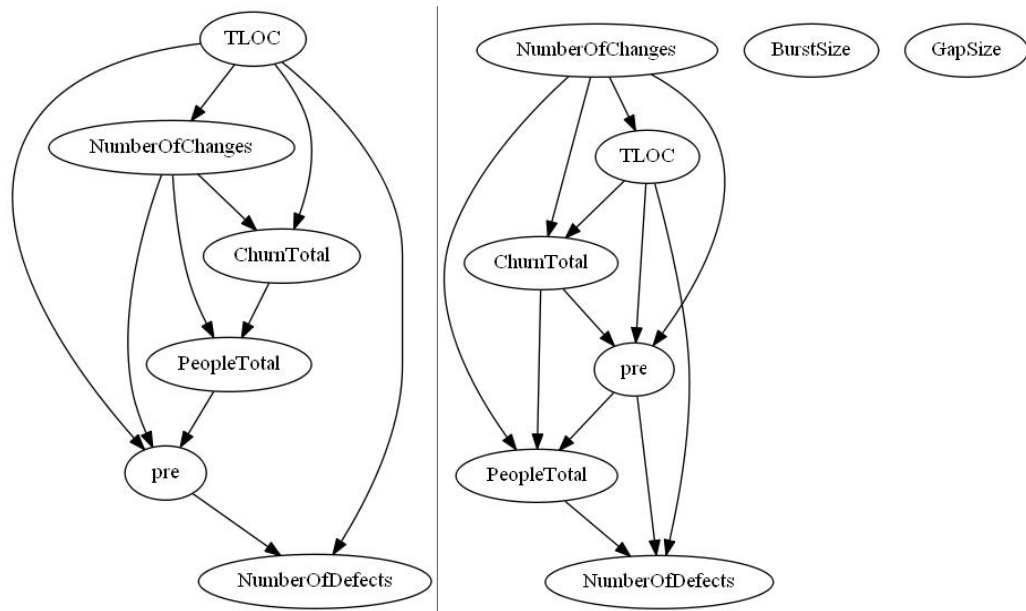 TLOC
NumberOfChanges
ChurnTotal
PeopleTotal
pre
NumberOfDefects
NumberOfChanges
BurstSize
GapSize
TLOC
ChurnTotal
pre
PeopleTotal
NumberOfDefects